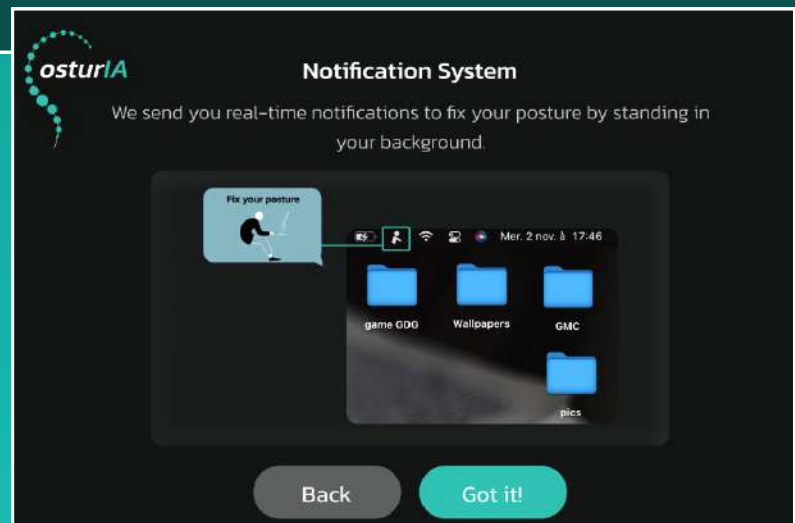 osturIA
Notification System
We send you real-time notifications to fix your posture by standing in
your background.
Fix your posture
Mer. 2 nov. à 17:46
game GDG
Wallpapers
GMC
pics
Back
Got it!